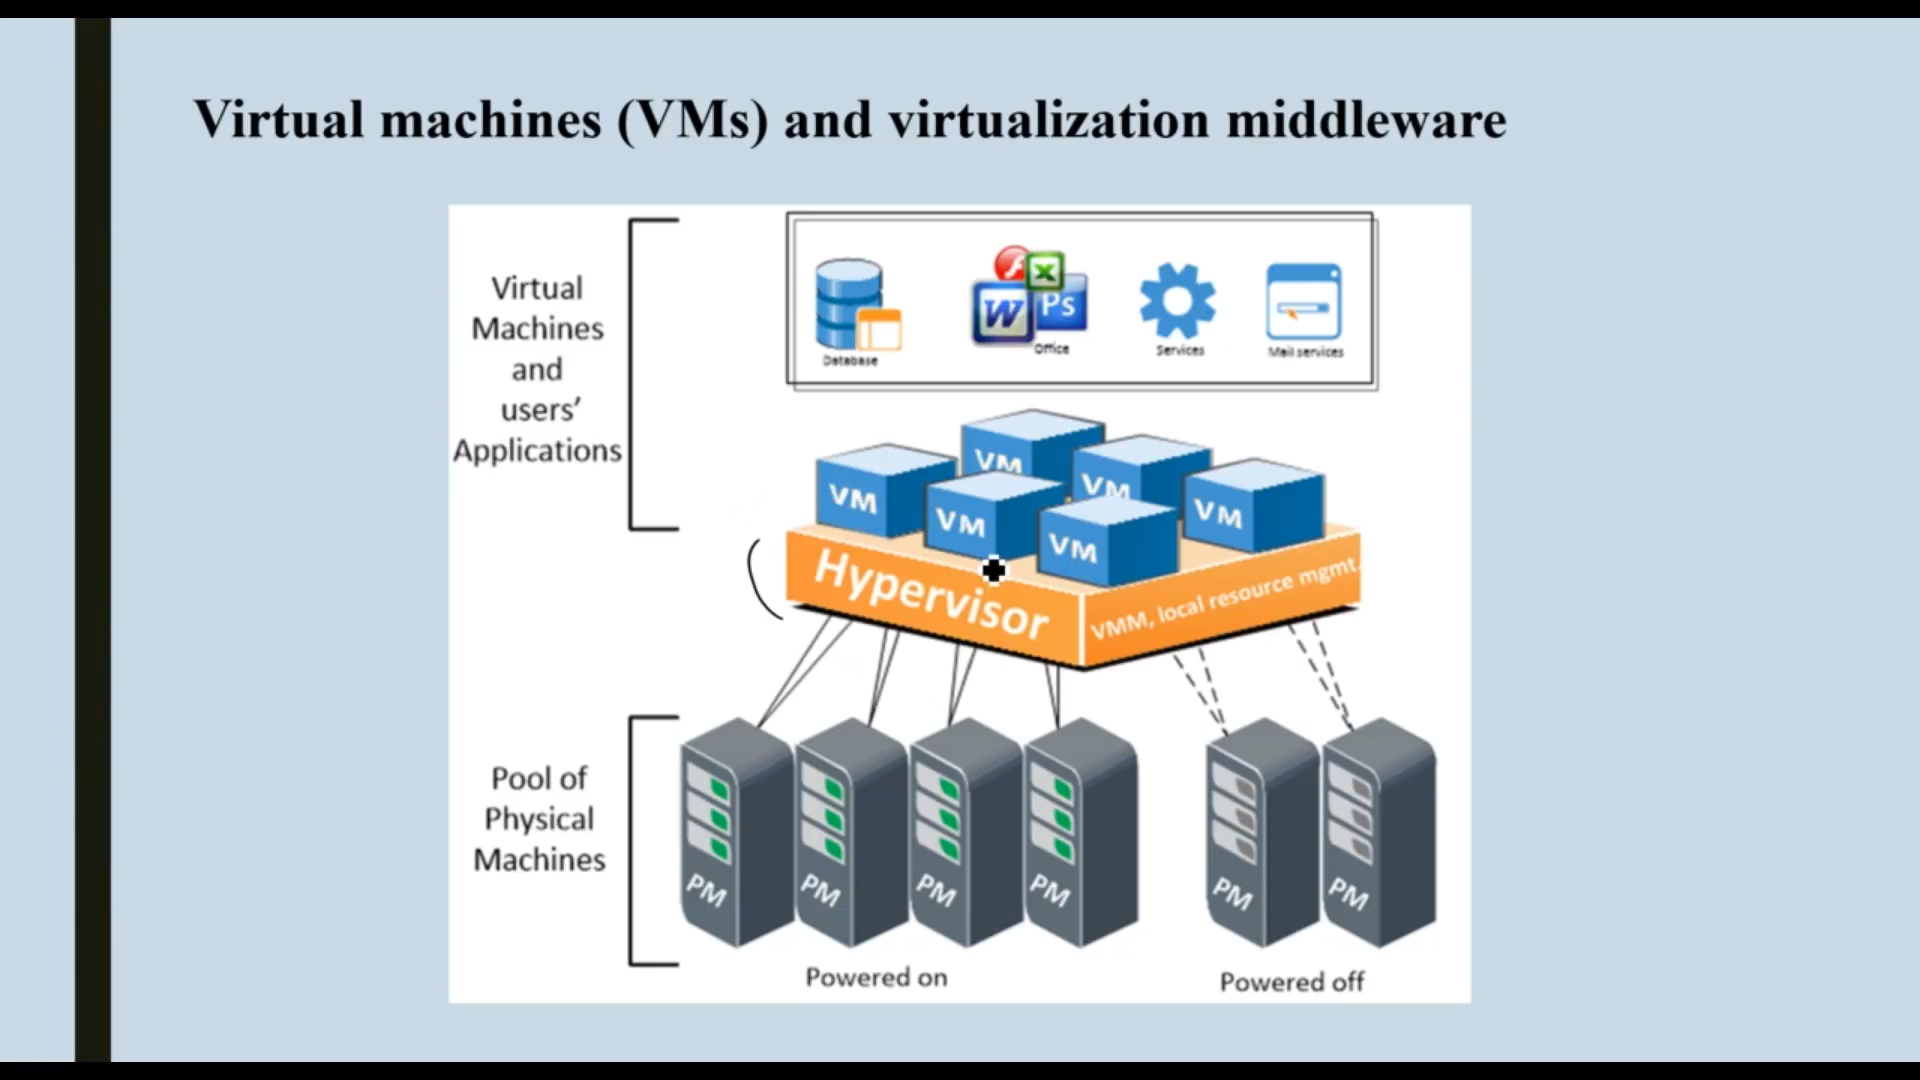 Virtual machines (VMs) and virtualization middleware
Virtual
Machines
and
users’
Applications
Database
W
X
Ps
Office
Services
Mail services
VM
VM
VM
VM
VM
VM
Hypervisor
VMM, local resource mgmt.
Pool of
Physical
Machines
PM
PM
PM
PM
PM
PM
Powered on
Powered off